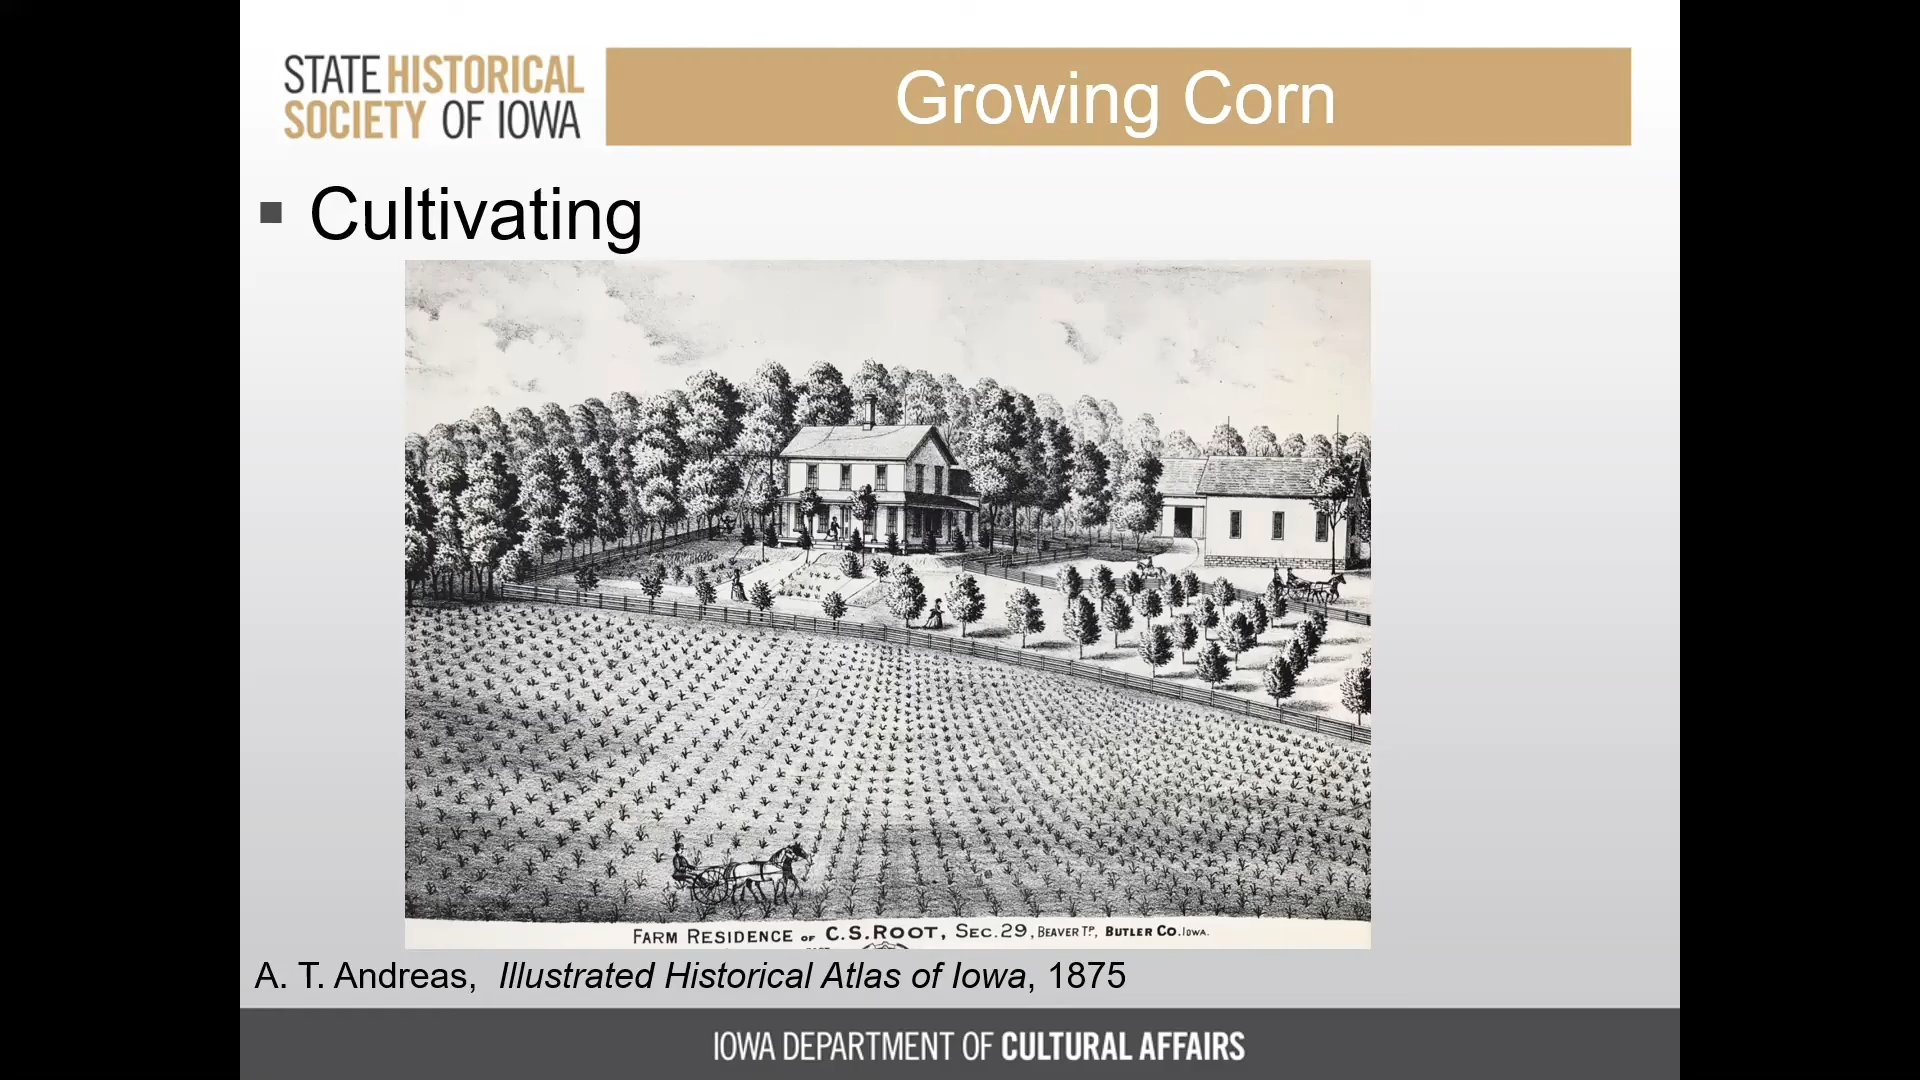 STATE HISTORICAL
SOCIETY OF IOWA
Growing Corn
▪ Cultivating
FARM RESIDENCE OF C.S.ROOT, SEC.29, BEAVER TP, BUTLER CO. IOWA.
A. T. Andreas, Illustrated Historical Atlas of Iowa, 1875
IOWA DEPARTMENT OF CULTURAL AFFAIRS